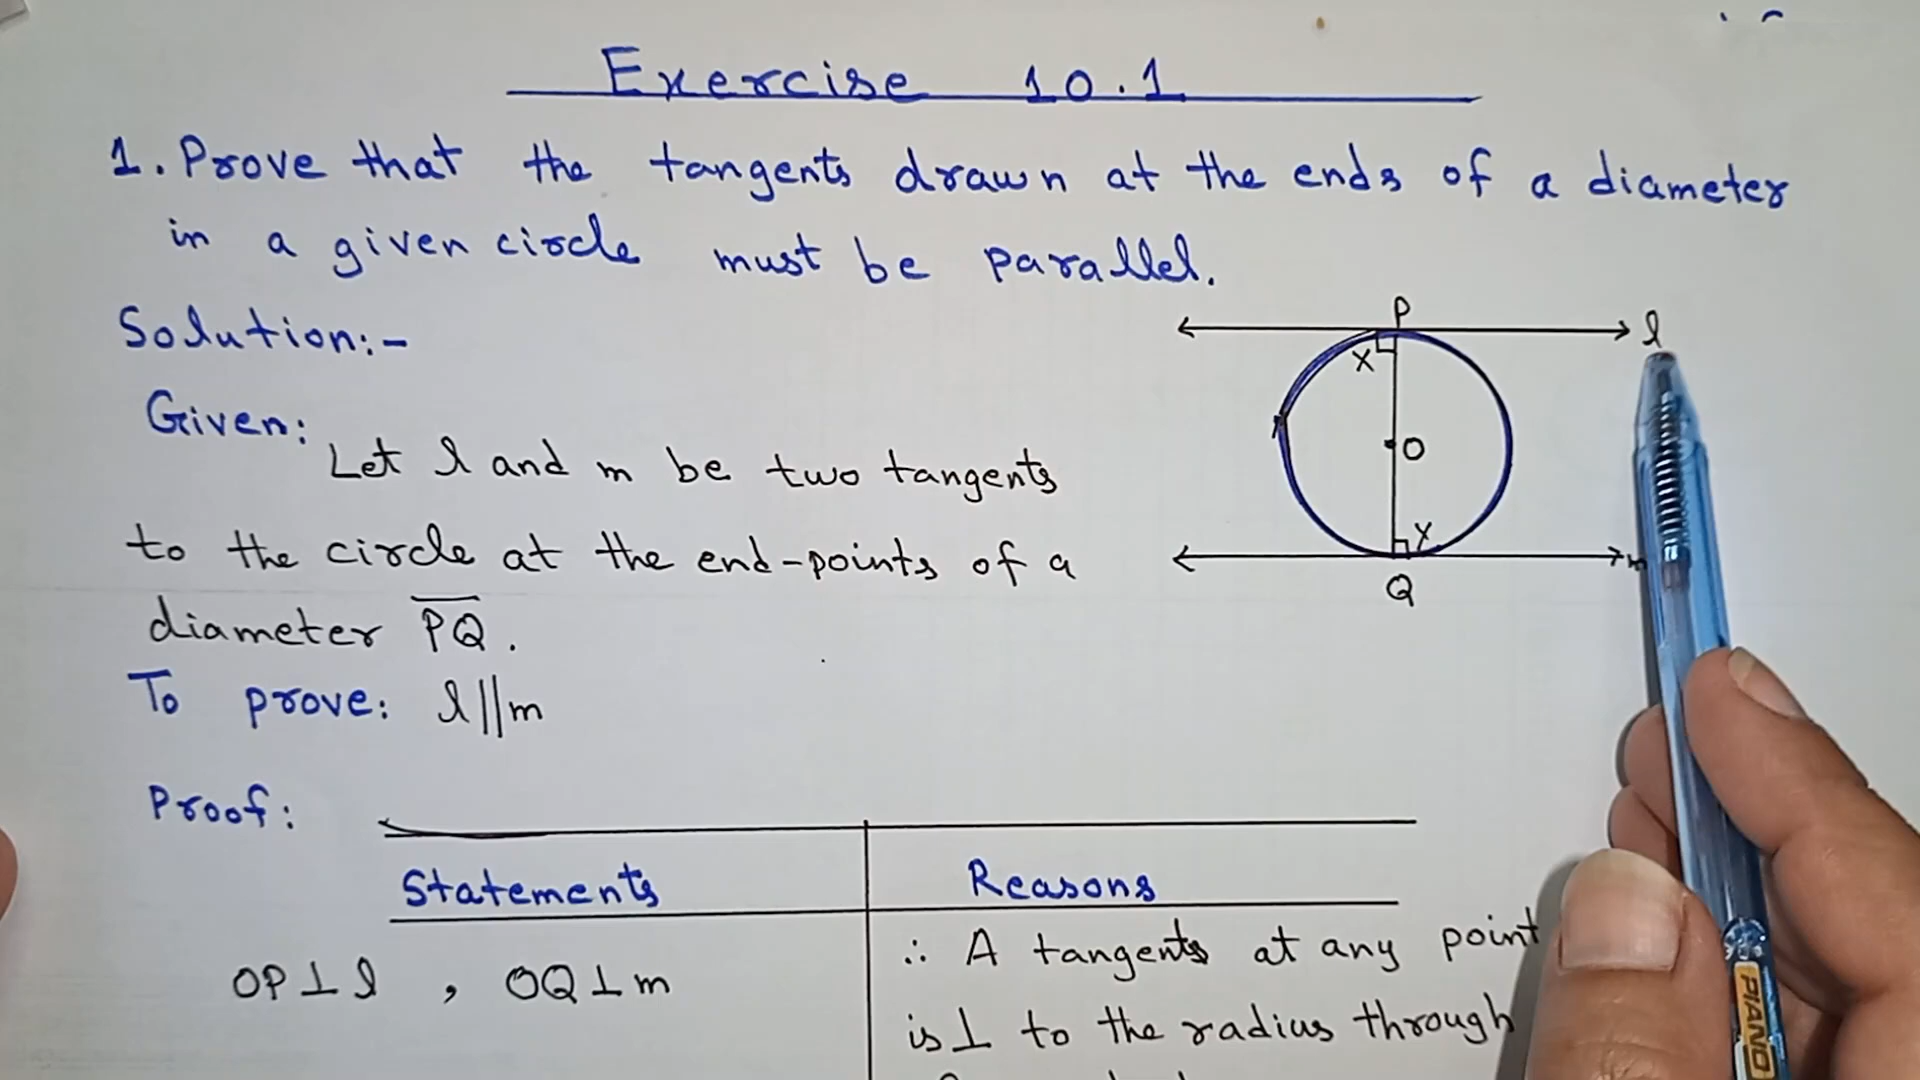 Exercise 10.1
1. Prove that the tangents drawn at the ends of a diameter
in a given circle must be parallel.
Solution:-
P
l
X
O
Y
m
Q
Given:
Let l and m be two tangents
to the circle at the end-points of a
diameter PQ.
To prove: l||m
Proof:
Statements Reasons
OP⊥l , OQ⊥m
∴ A tangents at any point
is ⊥ to the radius through
PIANO